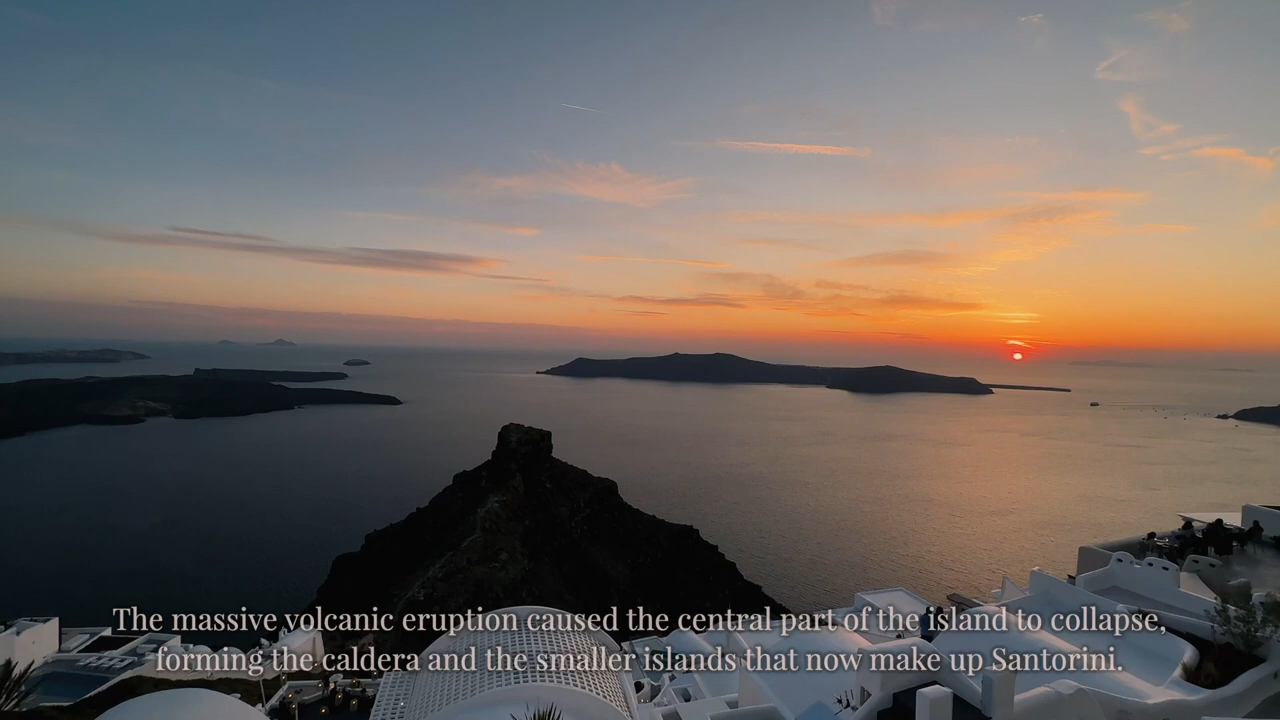 The massive volcanic eruption caused the central part of the island to collapse,
forming the caldera and the smaller islands that now make up Santorini.